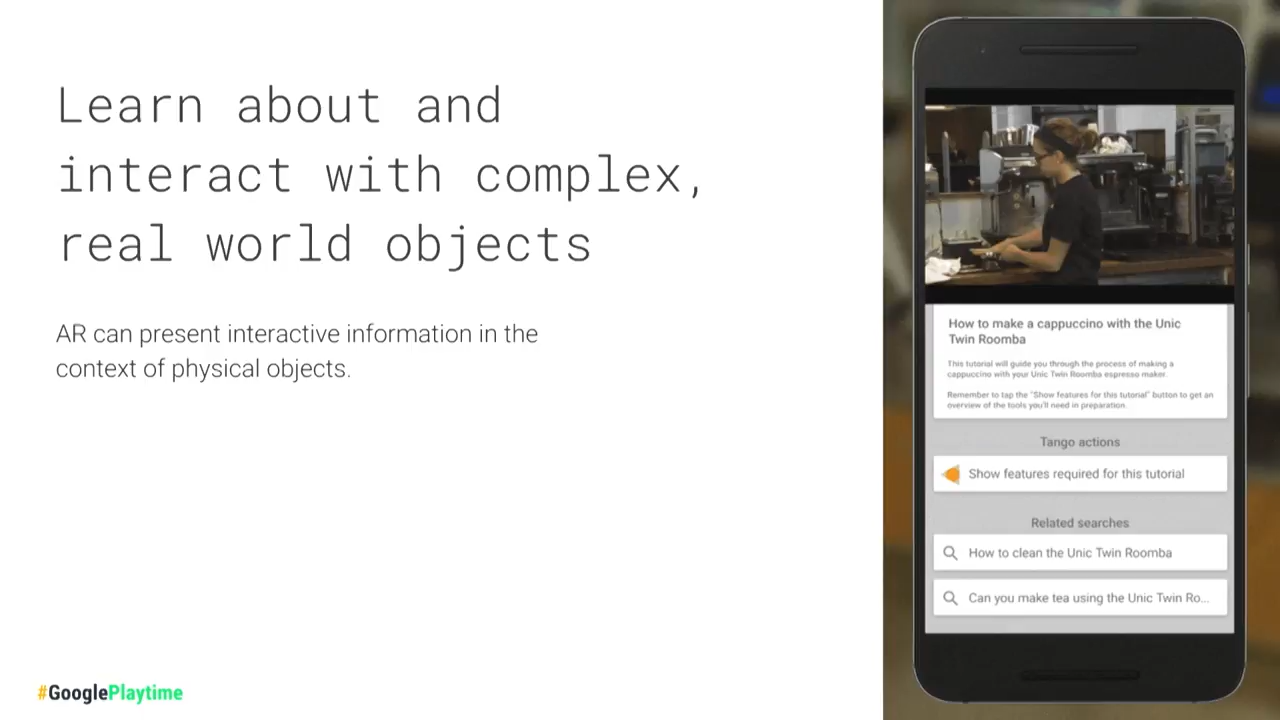 Learn about and
interact with complex,
real world objects
AR can present interactive information in the
context of physical objects.
#GooglePlaytime
How to make a cappuccino with the Unic
Twin Roomba
This tutorial will guide you through the process of making a
cappuccino with your Unic Twin Roomba espresso maker.
Remember to tap the "Show features for this tutorial" button to get an
overview of the tools you'll need in preparation.
Tango actions
Show features required for this tutorial
Related searches
How to clean the Unic Twin Roomba
Can you make tea using the Unic Twin Ro...